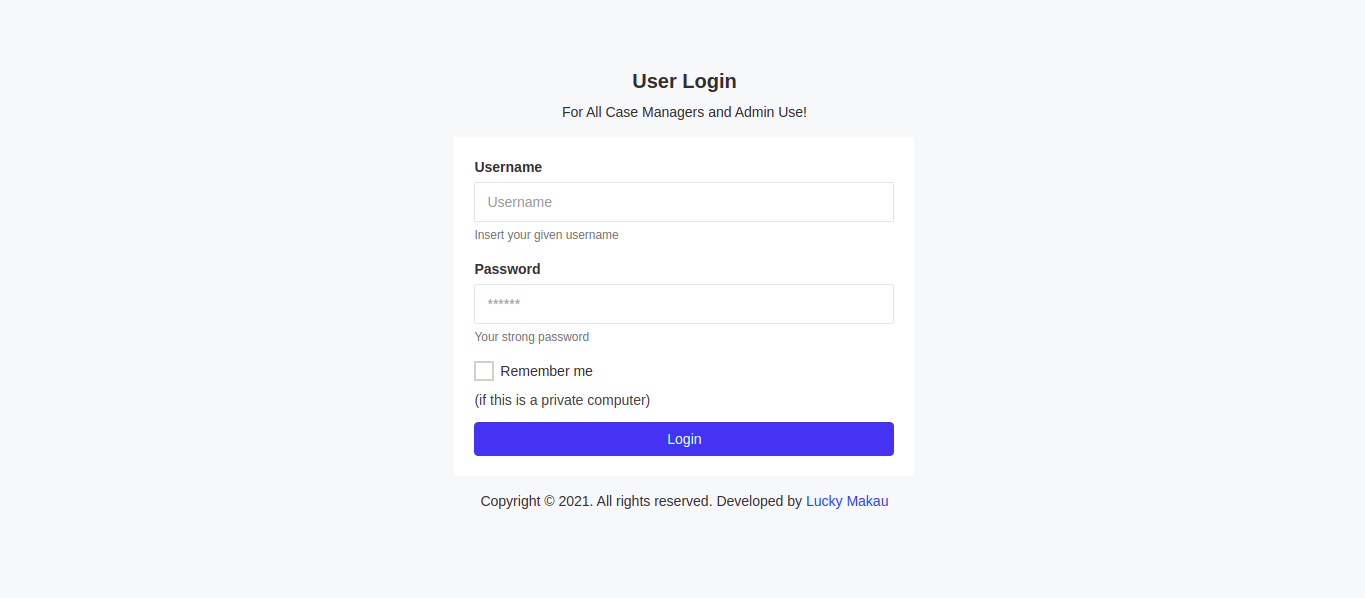 User Login
For All Case Managers and Admin Use!
Username
Username
Insert your given username
Password
******
Your strong password
Remember me
(if this is a private computer)
Login
Copyright © 2021. All rights reserved. Developed by Lucky Makau